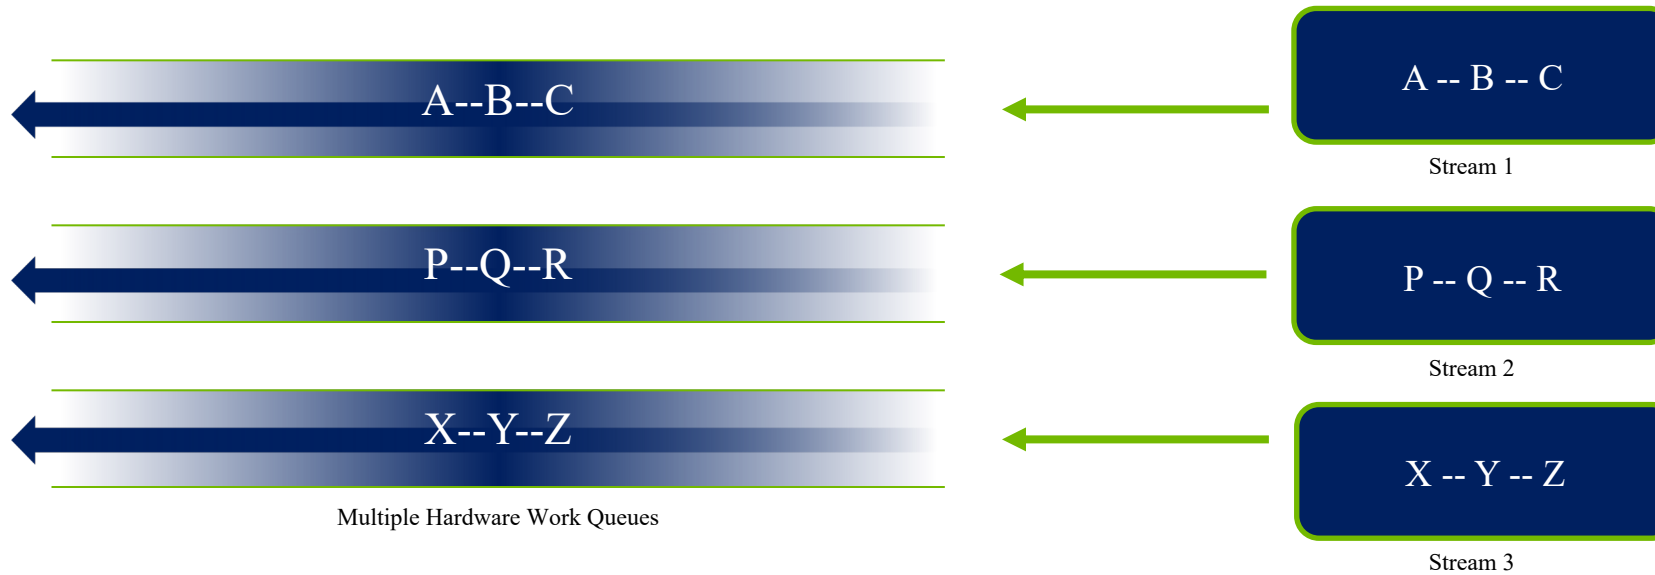 A--B--C
A -- B -- C
Stream 1
P--Q--R
P -- Q -- R
Stream 2
X--Y--Z
X -- Y -- Z
Multiple Hardware Work Queues
Stream 3